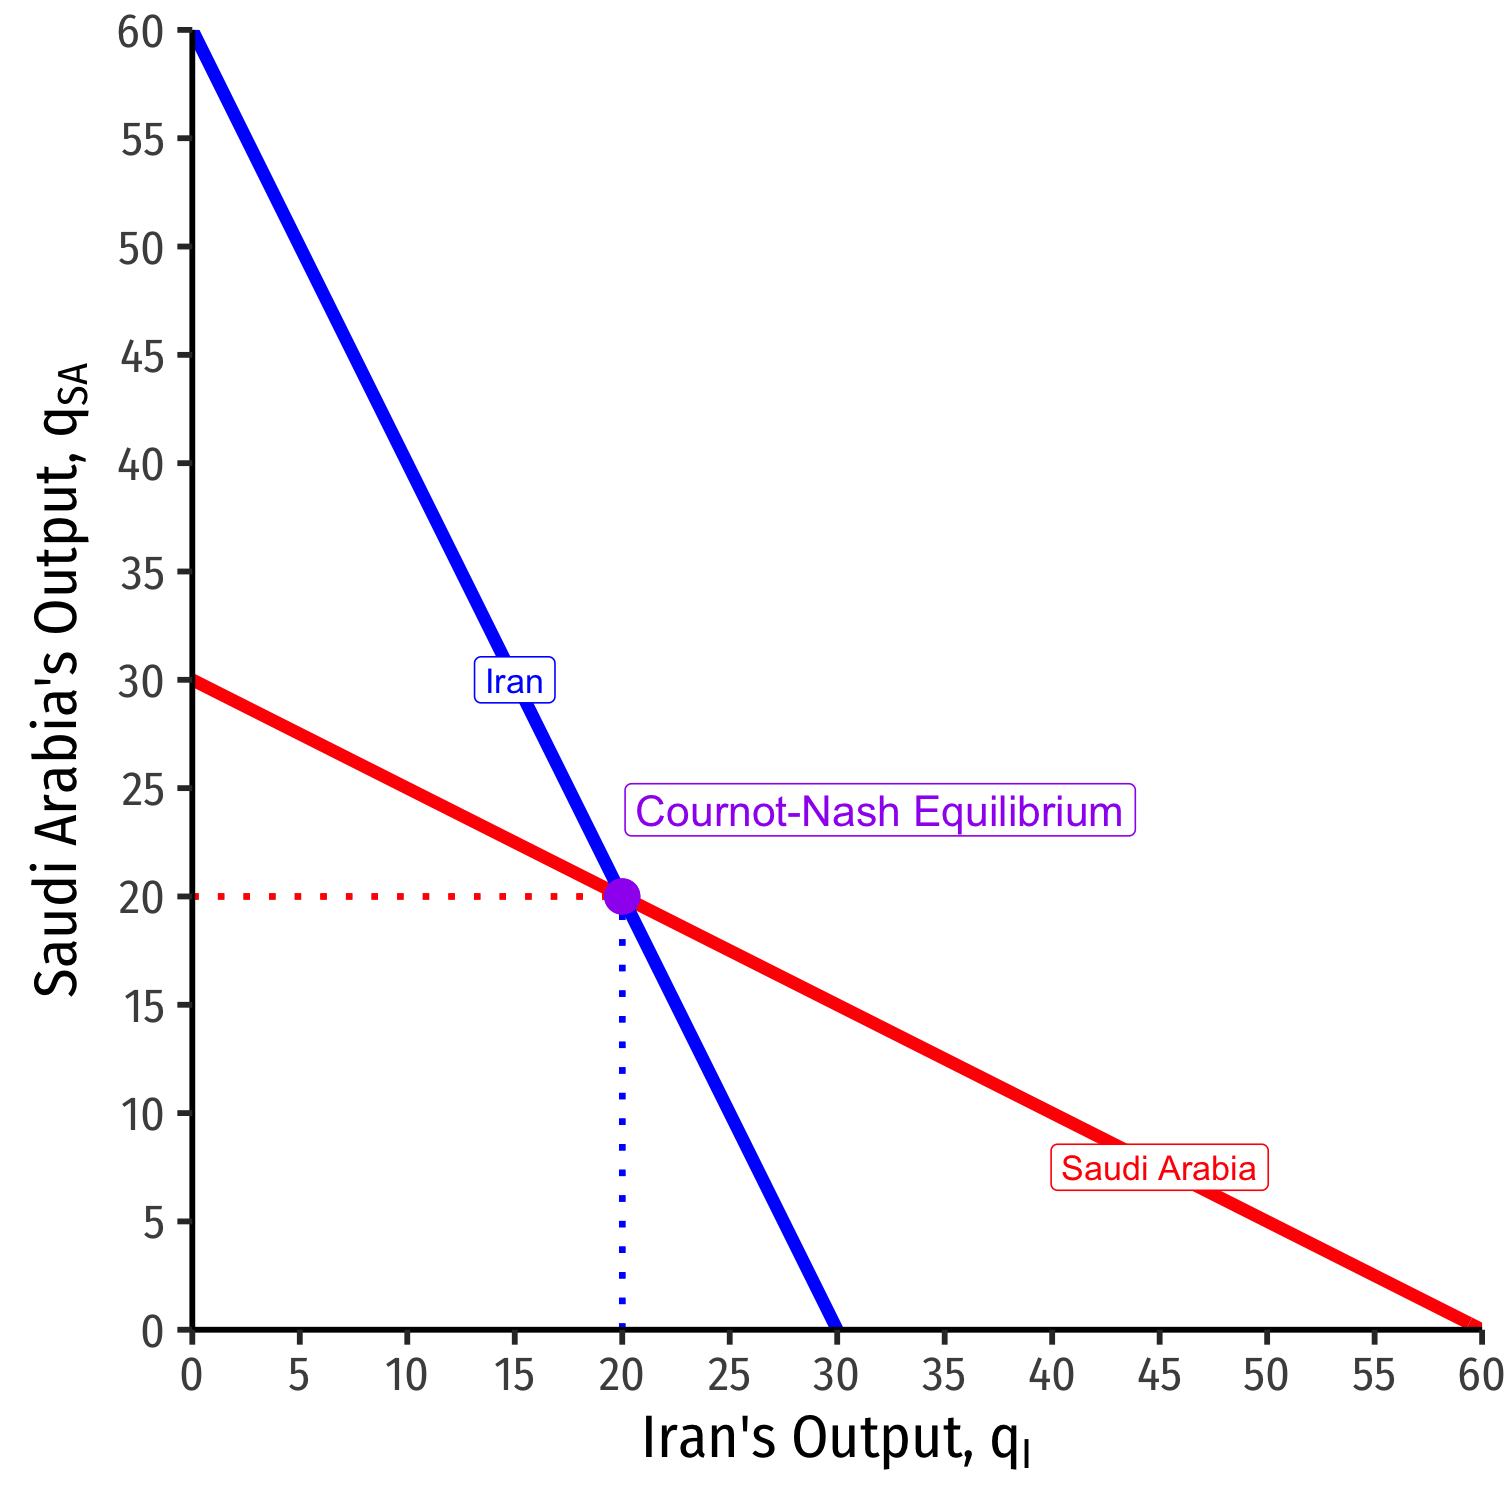 60
55
50
45
40
35
30
25
20
15
10
5
0
Saudi Arabia's Output, qSA
Iran
Cournot-Nash Equilibrium
Saudi Arabia
0 5 10 15 20 25 30 35 40 45 50 55 60
Iran's Output, qI